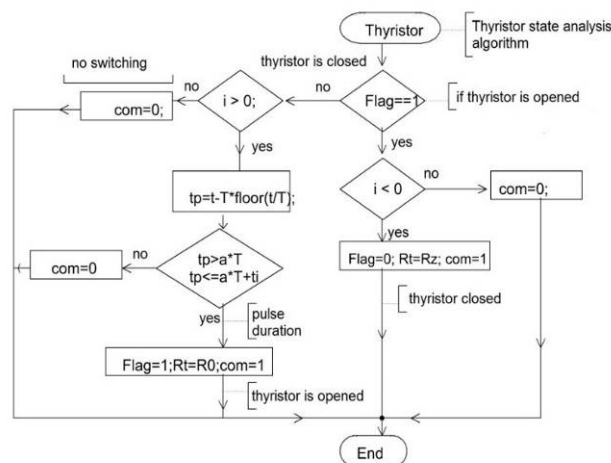 Thyristor
Thyristor state analysis
algorithm
thyristor is closed
no switching
no
no
com=0;
i > 0;
Flag==1
if thyristor is opened
yes
yes
no
i < 0
com=0;
tp=t-T*floor(t/T);
yes
no
com=0
tp>a*T
tp<=a*T+ti
Flag=0; Rt=Rz; com=1
thyristor closed
yes
pulse
duration
Flag=1;Rt=R0;com=1
thyristor is opened
End